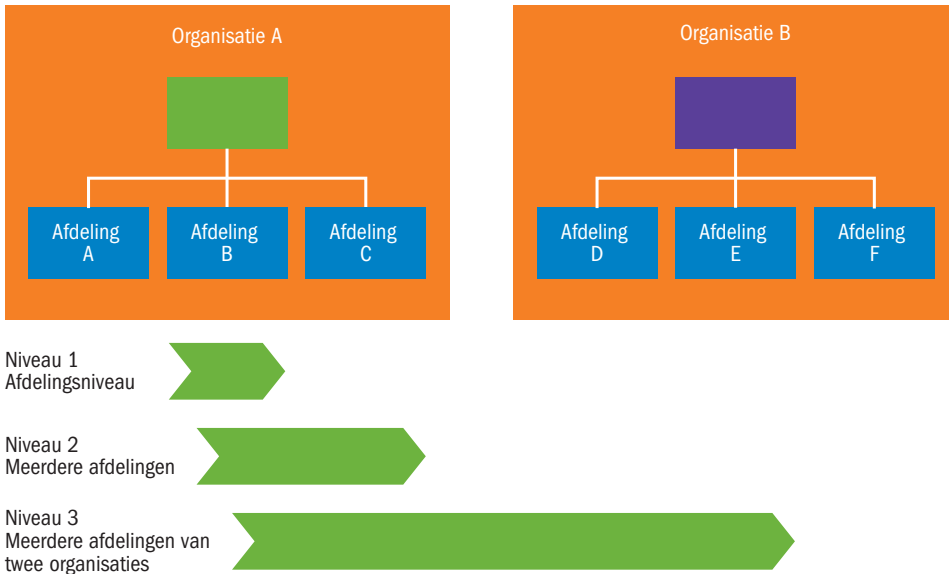 Organisatie A
Afdeling
A
Afdeling
B
Afdeling
C
Organisatie B
Afdeling
D
Afdeling
E
Afdeling
F
Niveau 1
Afdelingsniveau
Niveau 2
Meerdere afdelingen
Niveau 3
Meerdere afdelingen van
twee organisaties